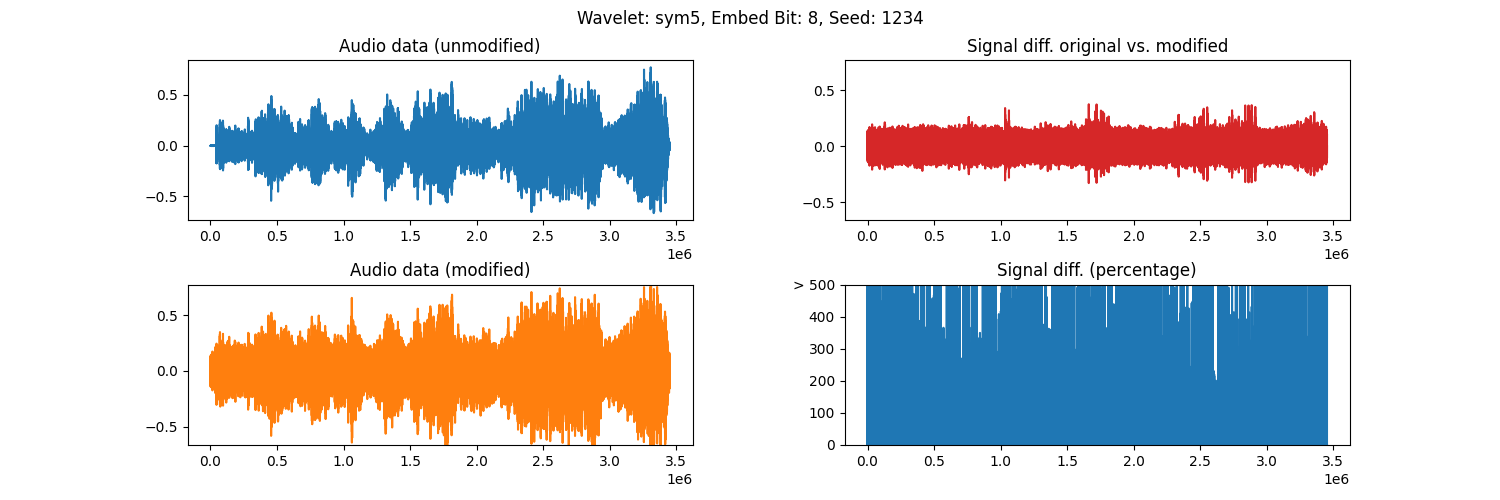 Wavelet: sym5, Embed Bit: 8, Seed: 1234
Audio data (unmodified)
0.5
0.0
−0.5
0.0 0.5 1.0 1.5 2.0 2.5 3.0 3.5
1e6
Signal diff. original vs. modified
0.5
0.0
−0.5
0.0 0.5 1.0 1.5 2.0 2.5 3.0 3.5
1e6
Audio data (modified)
0.5
0.0
−0.5
0.0 0.5 1.0 1.5 2.0 2.5 3.0 3.5
1e6
Signal diff. (percentage)
> 500
400
300
200
100
0
0.0 0.5 1.0 1.5 2.0 2.5 3.0 3.5
1e6